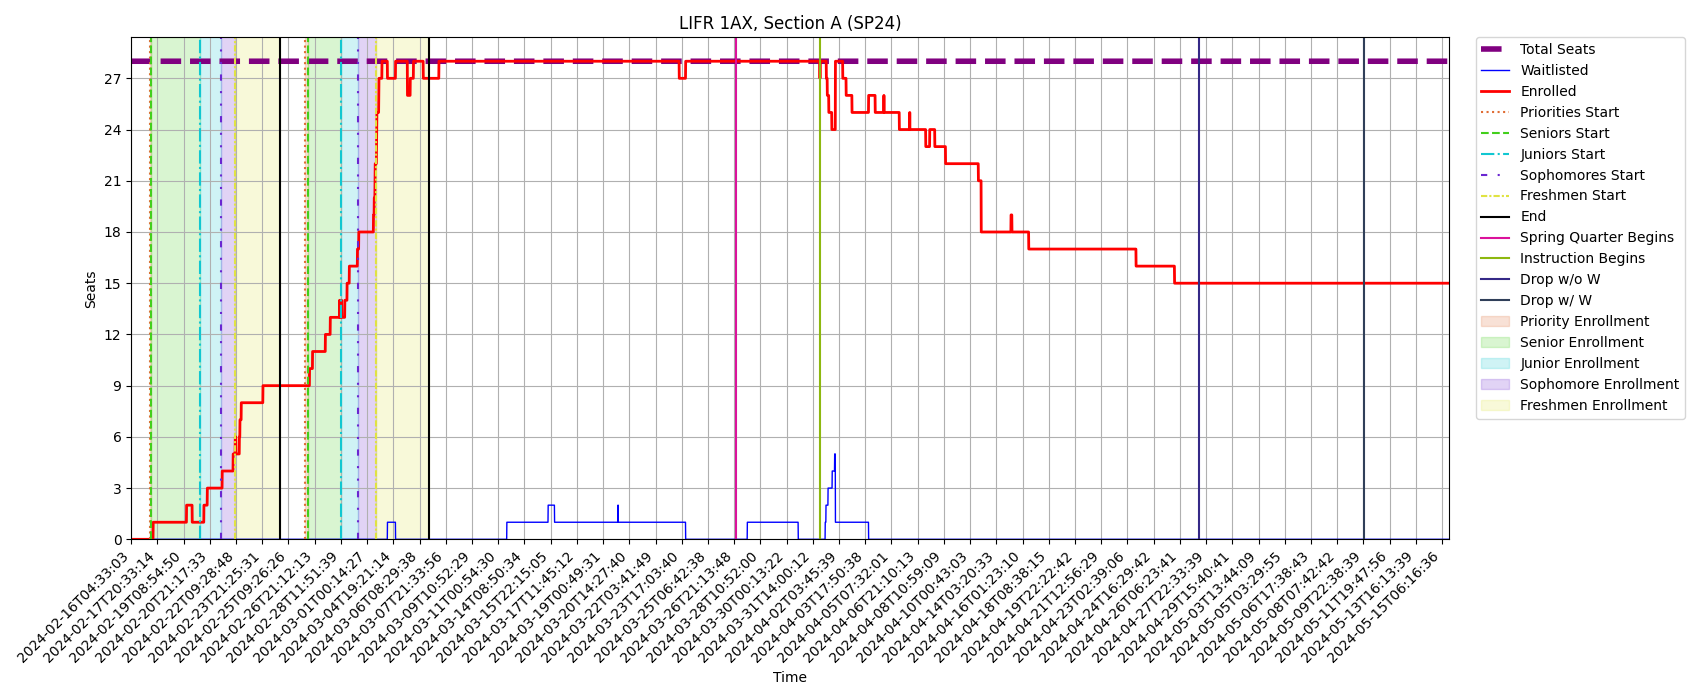 LIFR 1AX, Section A (SP24)
Seats
27
24
21
18
15
12
9
6
3
0
2024-02-16T04:33:03
2024-02-17T20:33:14
2024-02-19T08:54:50
2024-02-20T21:17:33
2024-02-22T09:28:48
2024-02-23T21:25:31
2024-02-25T09:26:26
2024-02-26T21:12:13
2024-02-28T11:51:39
2024-03-01T00:14:27
2024-03-04T19:21:14
2024-03-06T08:29:38
2024-03-07T21:33:56
2024-03-09T10:52:29
2024-03-11T00:54:30
2024-03-14T08:50:34
2024-03-15T22:15:05
2024-03-17T11:45:12
2024-03-19T00:49:31
2024-03-20T14:27:40
2024-03-22T03:41:49
2024-03-23T17:03:40
2024-03-25T06:42:38
2024-03-26T21:13:48
2024-03-28T10:52:00
2024-03-30T00:13:22
2024-03-31T14:00:12
2024-04-02T03:45:39
2024-04-03T17:50:38
2024-04-05T07:32:01
2024-04-06T21:10:13
2024-04-08T10:59:09
2024-04-10T00:43:03
2024-04-14T03:20:33
2024-04-16T01:23:10
2024-04-18T08:38:15
2024-04-19T22:22:42
2024-04-21T12:56:29
2024-04-23T02:39:06
2024-04-24T16:29:42
2024-04-26T06:23:41
2024-04-27T22:33:39
2024-04-29T15:40:41
2024-05-03T13:44:09
2024-05-05T03:29:55
2024-05-06T17:38:43
2024-05-08T07:42:42
2024-05-09T22:38:39
2024-05-11T19:47:56
2024-05-13T16:13:39
2024-05-15T06:16:36
Time
Total Seats
Waitlisted
Enrolled
Priorities Start
Seniors Start
Juniors Start
Sophomores Start
Freshmen Start
End
Spring Quarter Begins
Instruction Begins
Drop w/o W
Drop w/ W
Priority Enrollment
Senior Enrollment
Junior Enrollment
Sophomore Enrollment
Freshmen Enrollment